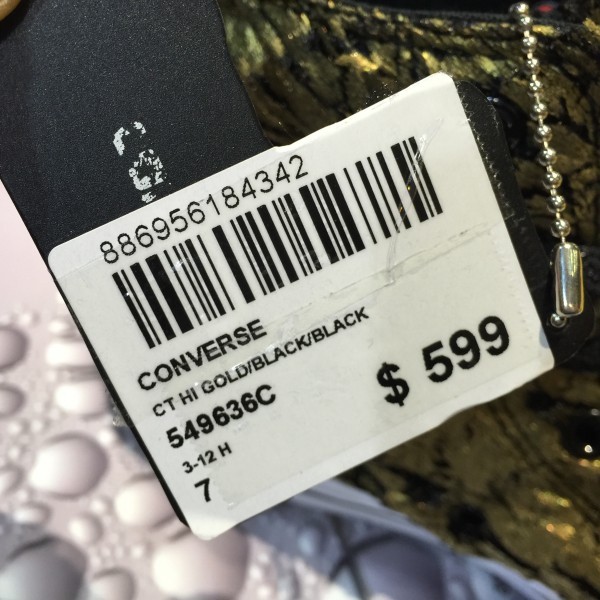 886956184342
CONVERSE
CT HI GOLD/BLACK/BLACK
549636C
$ 599
3-12 H
7